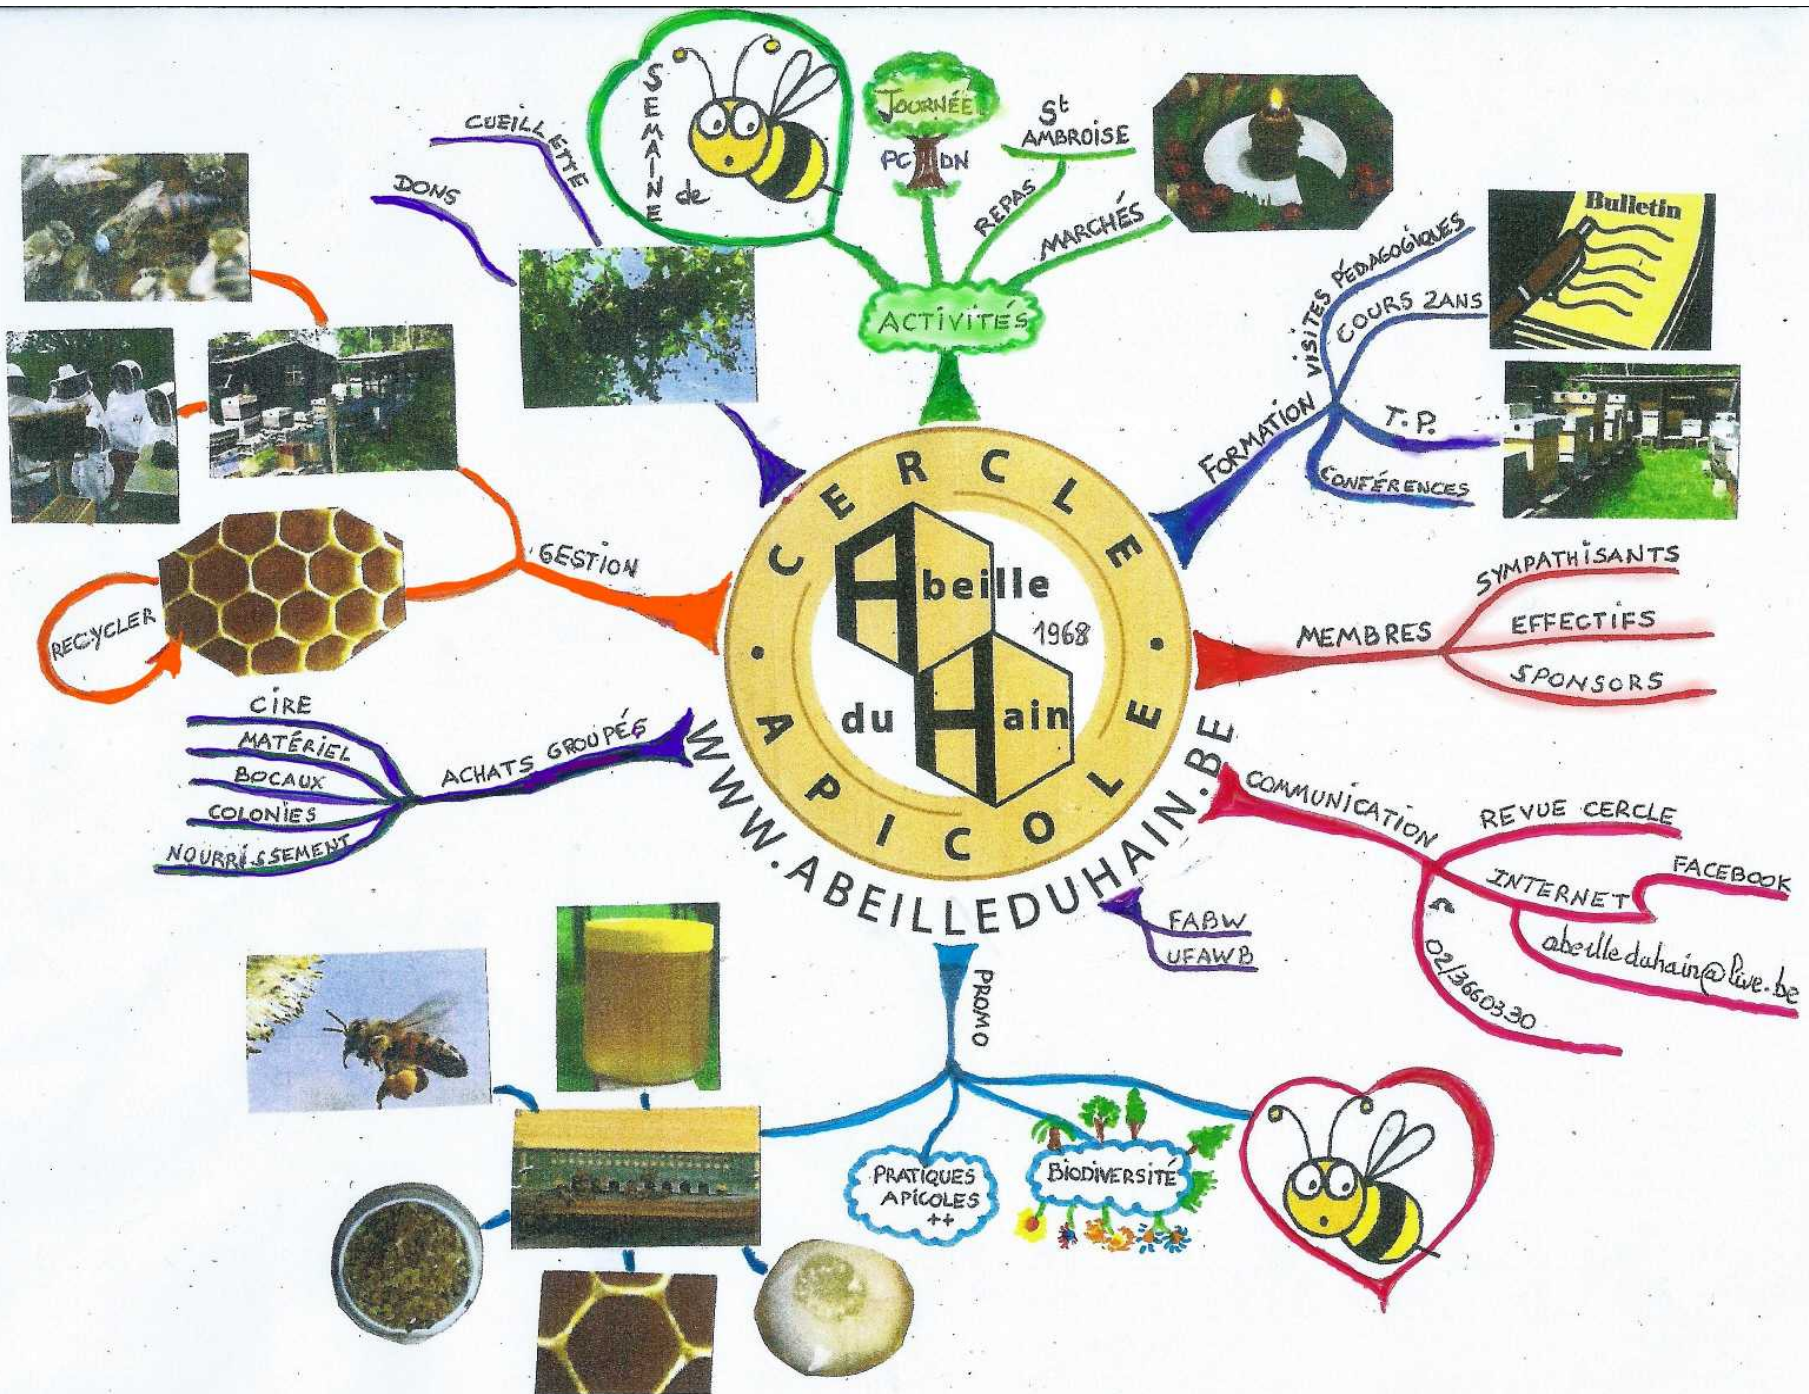 CERCLE
APICOLE
Abeille
1968
du Hain
WWW.ABEILLEDUHAIN.BE
ACTIVITÉS
SEMAINE
de
JOURNÉE
PC DN
REPAS
St
AMBROISE
MARCHÉS
FORMATION
VISITES PÉDAGOGIQUES
COURS 2ANS
T.P.
CONFÉRENCES
Bulletin
MEMBRES
SYMPATHISANTS
EFFECTIFS
SPONSORS
COMMUNICATION
REVUE CERCLE
INTERNET
FACEBOOK
abeilleduhain@live.be
02/3660330
FABW
UFAWB
PROMO
PRATIQUES
APICOLES
++
BIODIVERSITÉ
ACHATS GROUPÉS
CIRE
MATÉRIEL
BOCAUX
COLONIES
NOURRISSEMENT
GESTION
RECYCLER
DONS
CUEILLETTE